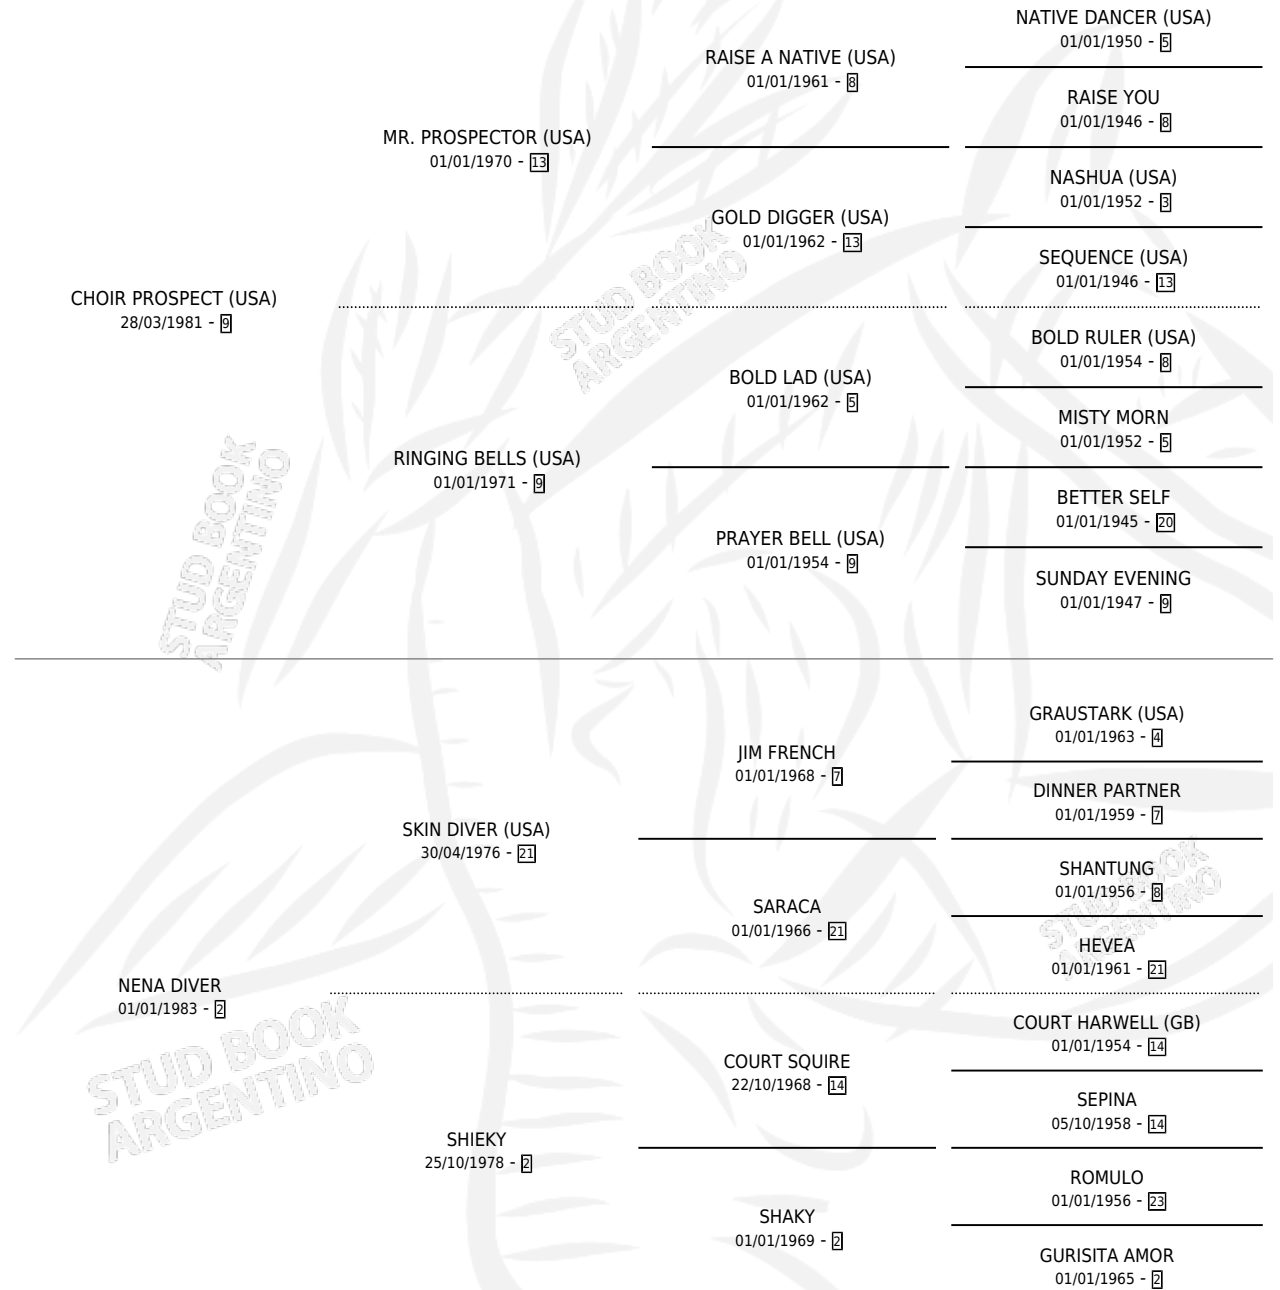 NATIVE DANCER (USA)
01/01/1950 - 5
RAISE A NATIVE (USA)
01/01/1961 - 8
RAISE YOU
01/01/1946 - 8
MR. PROSPECTOR (USA)
01/01/1970 - 13
NASHUA (USA)
01/01/1952 - 3
GOLD DIGGER (USA)
01/01/1962 - 13
SEQUENCE (USA)
01/01/1946 - 13
CHOIR PROSPECT (USA)
28/03/1981 - 9
BOLD RULER (USA)
01/01/1954 - 8
BOLD LAD (USA)
01/01/1962 - 5
MISTY MORN
01/01/1952 - 5
RINGING BELLS (USA)
01/01/1971 - 9
BETTER SELF
01/01/1945 - 20
PRAYER BELL (USA)
01/01/1954 - 9
SUNDAY EVENING
01/01/1947 - 9
STUD BOOK
ARGENTINO
STUD BOOK
ARGENTINO
GRAUSTARK (USA)
01/01/1963 - 4
JIM FRENCH
01/01/1968 - 7
DINNER PARTNER
01/01/1959 - 7
SKIN DIVER (USA)
30/04/1976 - 21
SHANTUNG
01/01/1956 - 8
SARACA
01/01/1966 - 21
HEVEA
01/01/1961 - 21
STUD BOOK
ARGENTINO
NENA DIVER
01/01/1983 - 2
COURT HARWELL (GB)
01/01/1954 - 14
COURT SQUIRE
22/10/1968 - 14
SEPINA
05/10/1958 - 14
SHIEKY
25/10/1978 - 2
ROMULO
01/01/1956 - 23
SHAKY
01/01/1969 - 2
GURISITA AMOR
01/01/1965 - 2
STUD BOOK
ARGENTINO